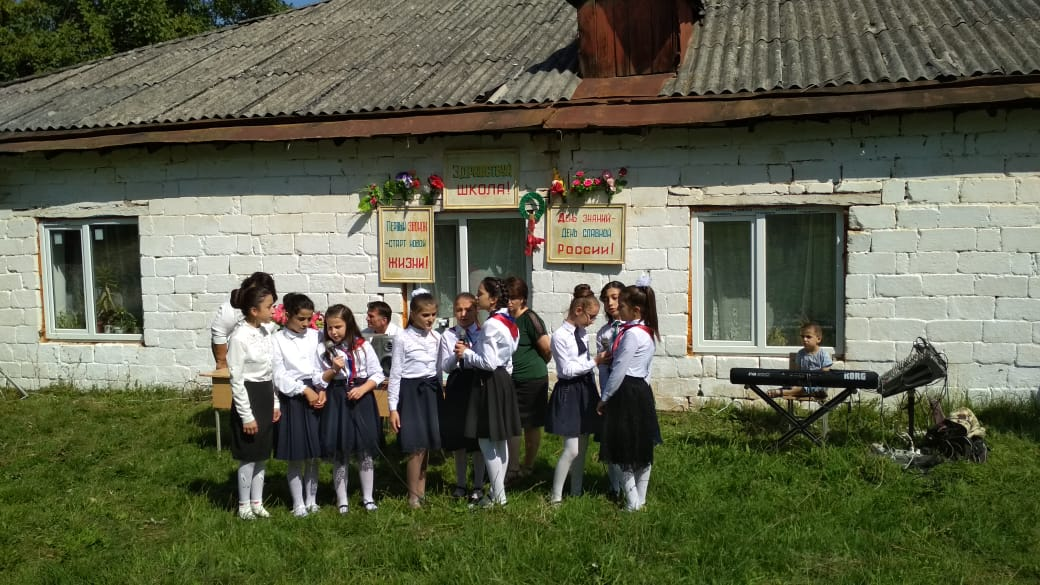 Здравствуй
школа!
Первый звонок
-старт новой
жизни!
День знаний-
день славной
России!
KORG